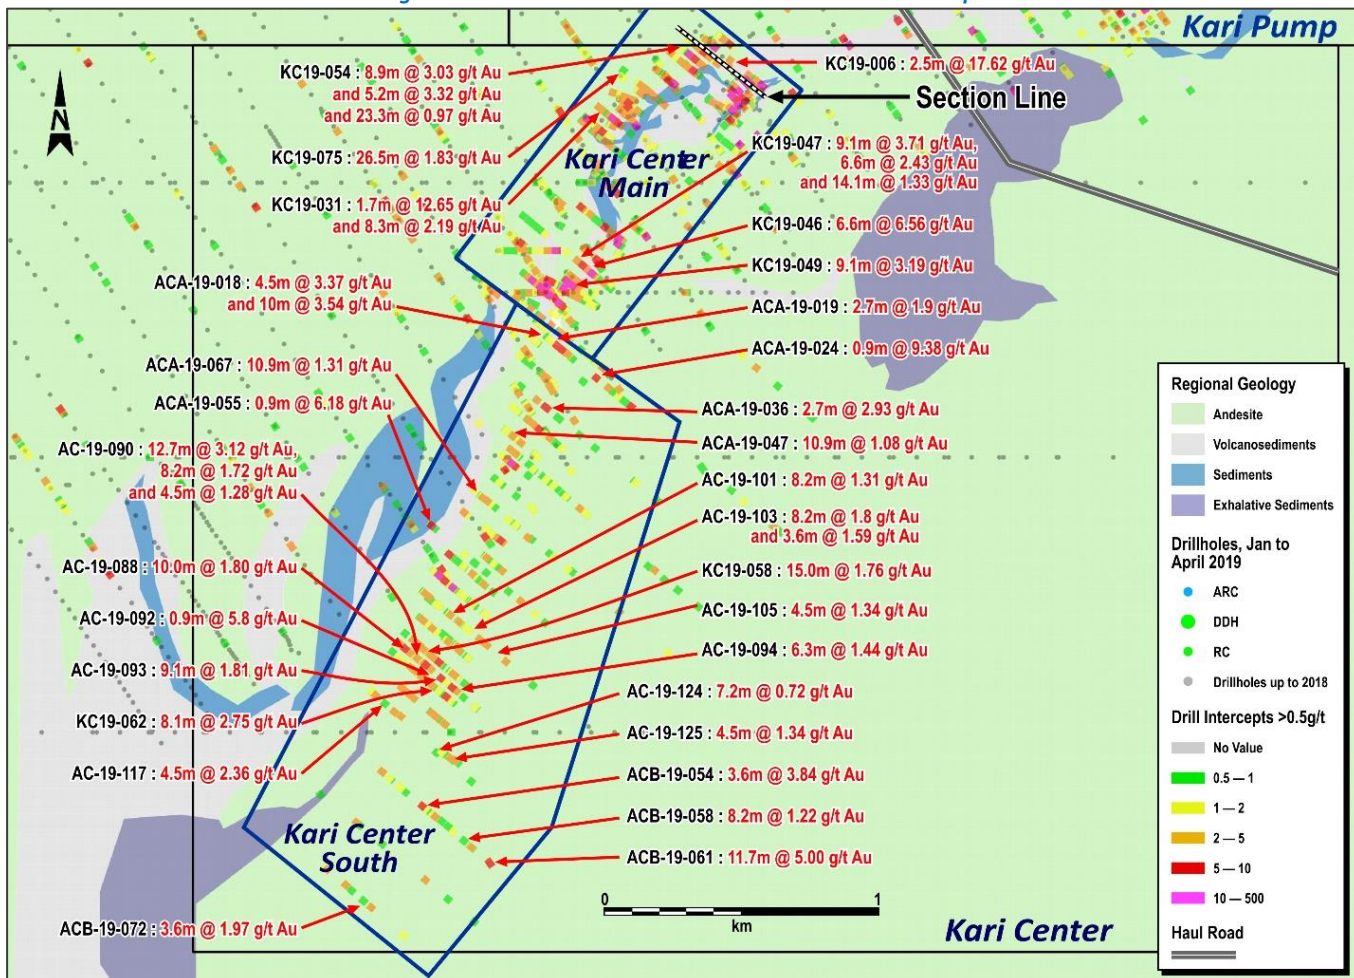 Kari Pump
N
KC19-054 : 8.9m @ 3.03 g/t Au
and 5.2m @ 3.32 g/t Au
and 23.3m @ 0.97 g/t Au
KC19-006 : 2.5m @ 17.62 g/t Au
Section Line
KC19-075 : 26.5m @ 1.83 g/t Au
Kari Center
Main
KC19-047 : 9.1m @ 3.71 g/t Au,
6.6m @ 2.43 g/t Au
and 14.1m @ 1.33 g/t Au
KC19-031 : 1.7m @ 12.65 g/t Au
and 8.3m @ 2.19 g/t Au
KC19-046 : 6.6m @ 6.56 g/t Au
KC19-049 : 9.1m @ 3.19 g/t Au
ACA-19-018 : 4.5m @ 3.37 g/t Au
and 10m @ 3.54 g/t Au
ACA-19-019 : 2.7m @ 1.9 g/t Au
ACA-19-024 : 0.9m @ 9.38 g/t Au
ACA-19-067 : 10.9m @ 1.31 g/t Au
ACA-19-055 : 0.9m @ 6.18 g/t Au
ACA-19-036 : 2.7m @ 2.93 g/t Au
ACA-19-047 : 10.9m @ 1.08 g/t Au
AC-19-090 : 12.7m @ 3.12 g/t Au,
8.2m @ 1.72 g/t Au
and 4.5m @ 1.28 g/t Au
AC-19-101 : 8.2m @ 1.31 g/t Au
AC-19-103 : 8.2m @ 1.8 g/t Au
and 3.6m @ 1.59 g/t Au
AC-19-088 : 10.0m @ 1.80 g/t Au
KC19-058 : 15.0m @ 1.76 g/t Au
AC-19-092 : 0.9m @ 5.8 g/t Au
AC-19-105 : 4.5m @ 1.34 g/t Au
AC-19-093 : 9.1m @ 1.81 g/t Au
AC-19-094 : 6.3m @ 1.44 g/t Au
KC19-062 : 8.1m @ 2.75 g/t Au
AC-19-124 : 7.2m @ 0.72 g/t Au
AC-19-125 : 4.5m @ 1.34 g/t Au
AC-19-117 : 4.5m @ 2.36 g/t Au
ACB-19-054 : 3.6m @ 3.84 g/t Au
ACB-19-058 : 8.2m @ 1.22 g/t Au
Kari Center
South
ACB-19-061 : 11.7m @ 5.00 g/t Au
ACB-19-072 : 3.6m @ 1.97 g/t Au
0 1
km
Kari Center
Regional Geology
Andesite
Volcanosediments
Sediments
Exhalative Sediments
Drillholes, Jan to
April 2019
ARC
DDH
RC
Drillholes up to 2018
Drill Intercepts >0.5g/t
No Value
0.5 — 1
1 — 2
2 — 5
5 — 10
10 — 500
Haul Road